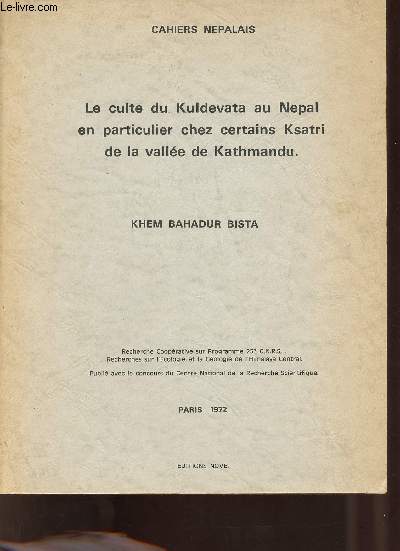 Le-livre.com
CAHIERS NEPALAIS
Le culte du Kuldevata au Nepal
en particulier chez certains Ksatri
de la vallée de Kathmandu.
KHEM BAHADUR BISTA
Recherche Coopérative sur Programme 253 C.N.R.S.
Recherches sur l'Ecologie et la Géologie de l'Himalaya Central.
Publié avec le concours du Centre National de la Recherche Scientifique.
PARIS 1972
EDITIONS